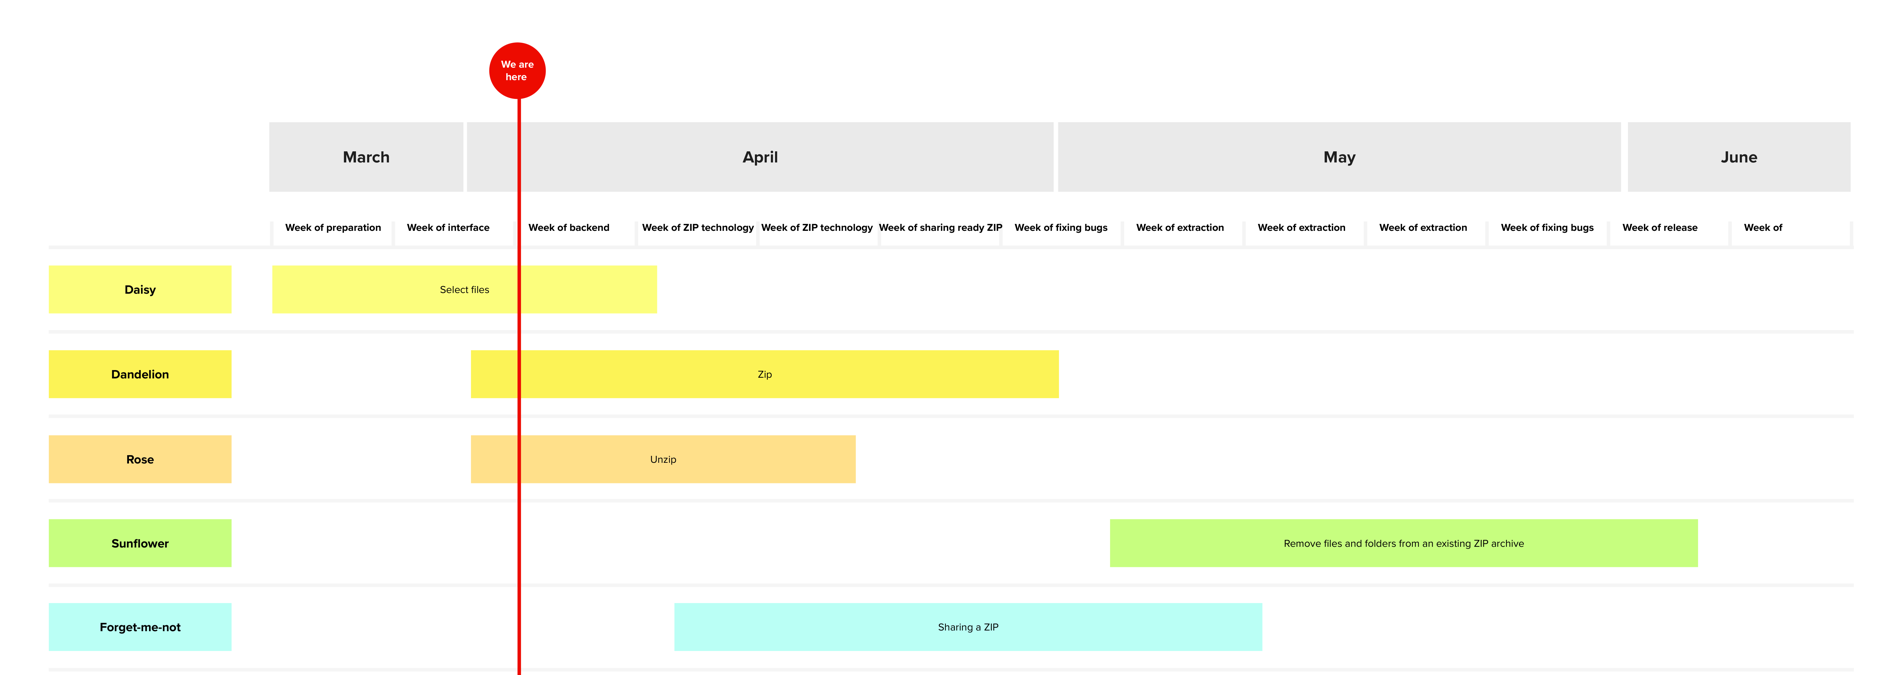 We are
here
March
April
May
June
Week of preparation
Week of interface
Week of backend
Week of ZIP technology
Week of ZIP technology
Week of sharing ready ZIP
Week of fixing bugs
Week of extraction
Week of extraction
Week of extraction
Week of fixing bugs
Week of release
Week of
Daisy
Select files
Dandelion
Zip
Rose
Unzip
Sunflower
Remove files and folders from an existing ZIP archive
Forget-me-not
Sharing a ZIP